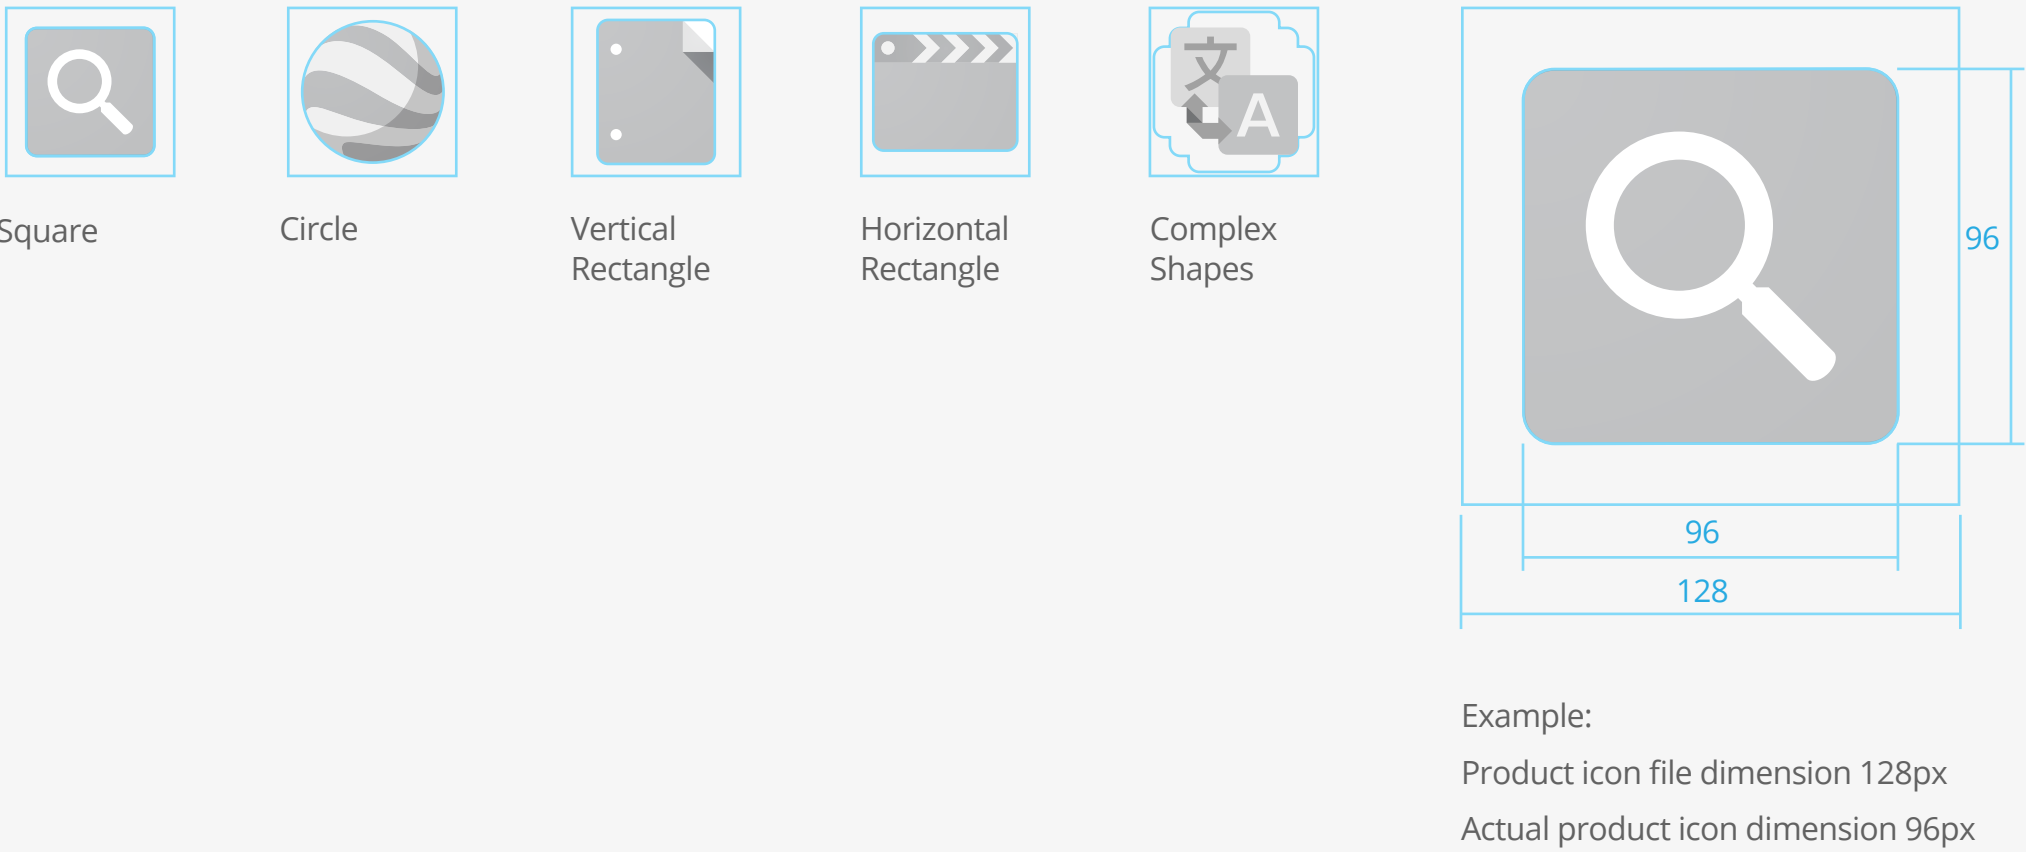 文
A
Square
Circle
Vertical
Rectangle
Horizontal
Rectangle
Complex
Shapes
96
96
128
Example:
Product icon file dimension 128px
Actual product icon dimension 96px